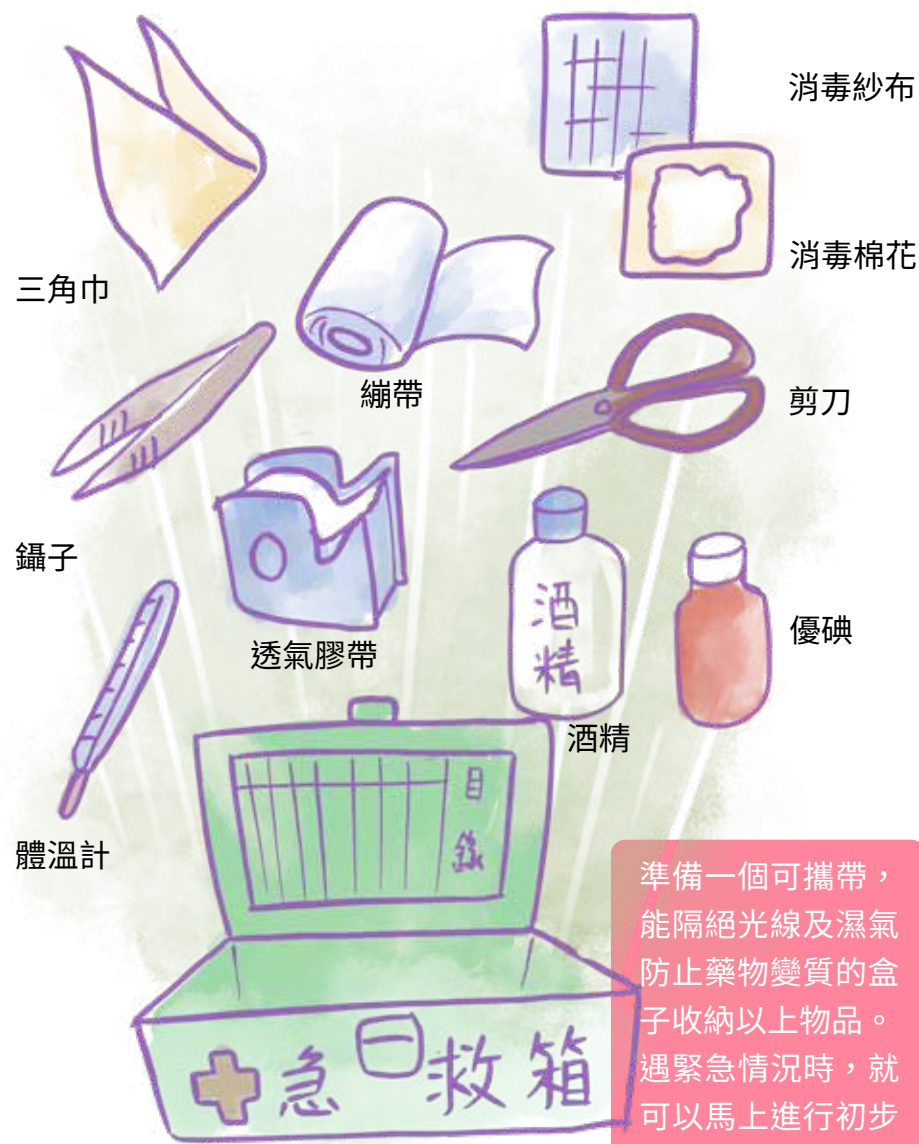 消毒紗布
消毒棉花
三角巾
繃帶
剪刀
鑷子
透氣膠帶
酒精
優碘
酒精
體溫計
目錄
準備一個可攜帶，
能隔絕光線及濕氣
防止藥物變質的盒
子收納以上物品。
遇緊急情況時，就
可以馬上進行初步
急救箱